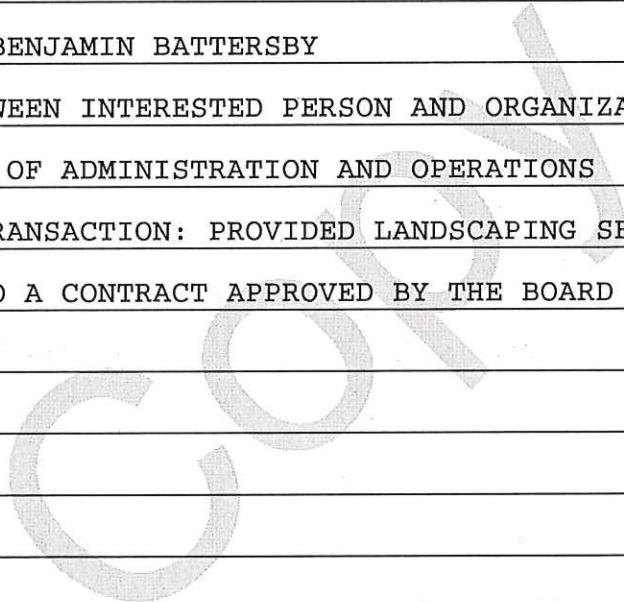 BENJAMIN BATTERSBY
WEEN INTERESTED PERSON AND ORGANIZA
OF ADMINISTRATION AND OPERATIONS
RANSACTION: PROVIDED LANDSCAPING SE
O A CONTRACT APPROVED BY THE BOARD
Copy